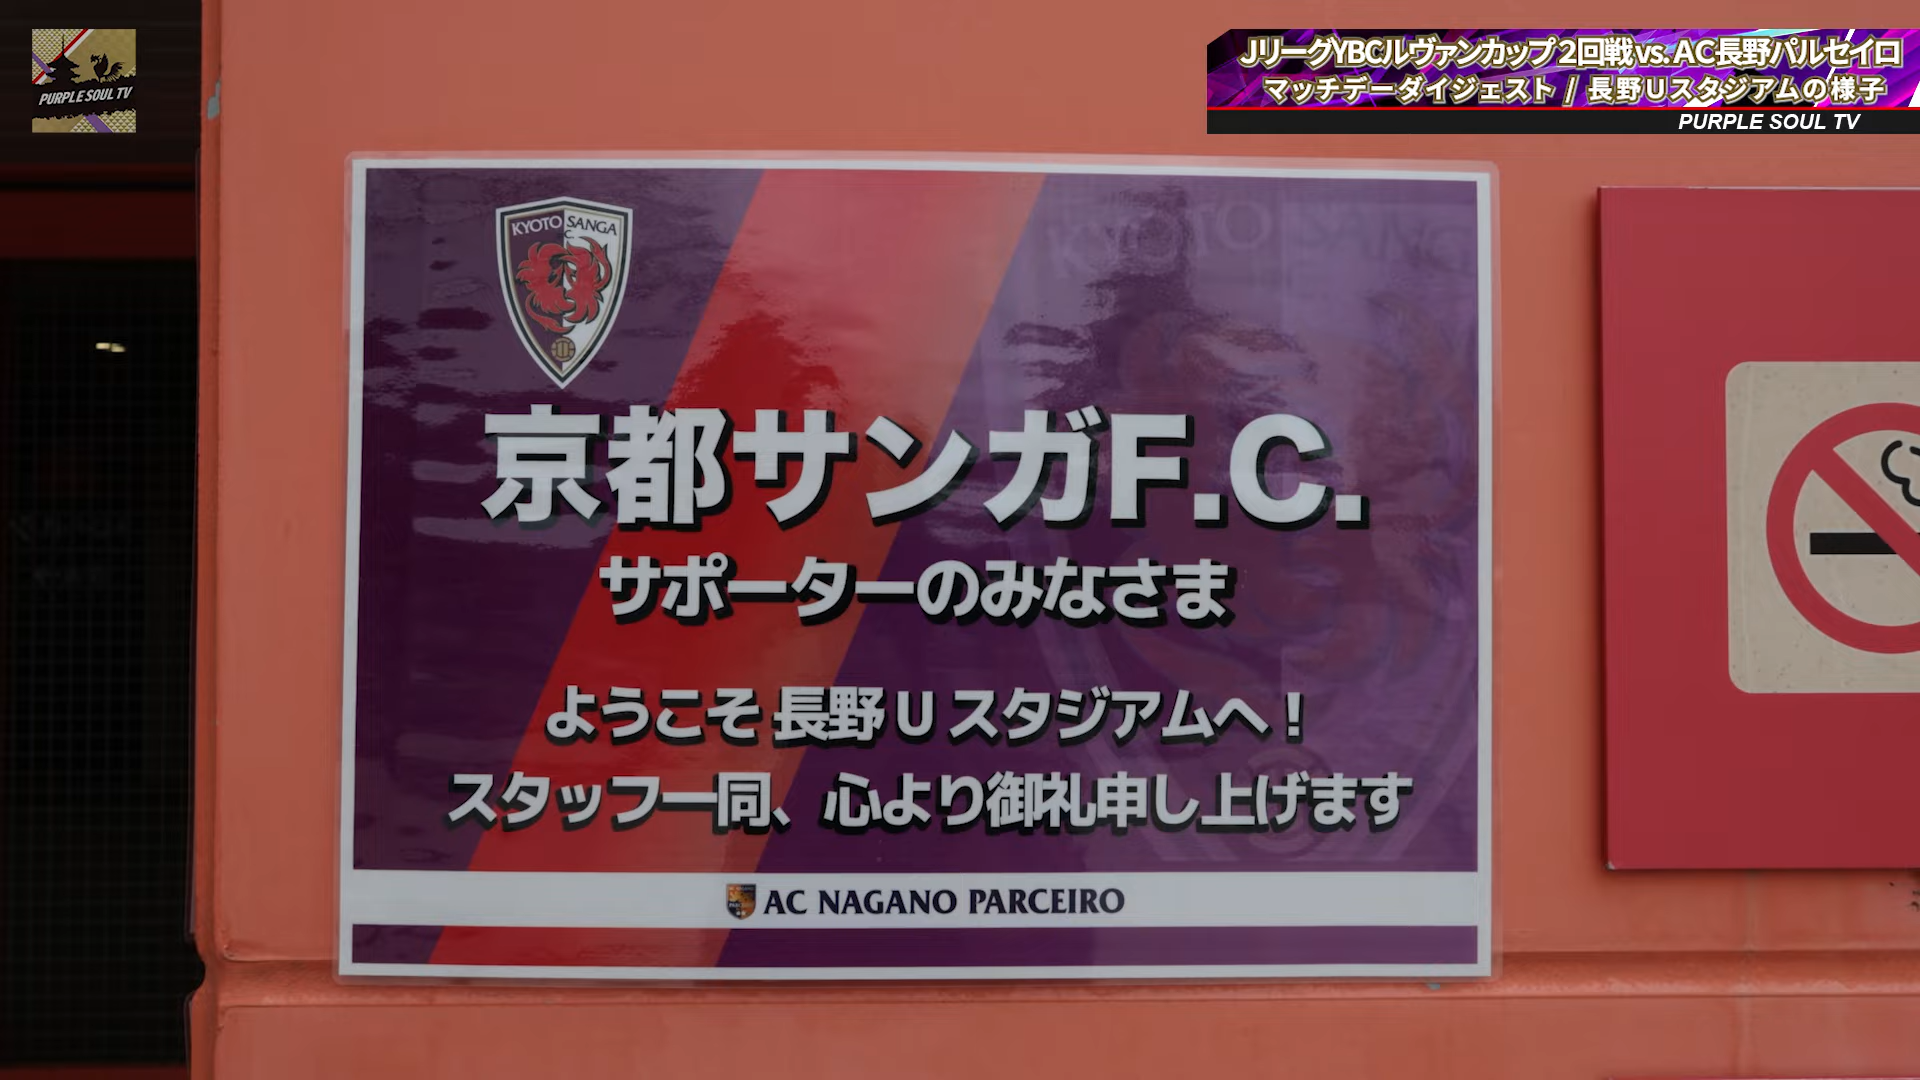 PURPLE SOUL TV
JリーグYBCルヴァンカップ2回戦 vs. AC長野パルセイロ
マッチデーダイジェスト / 長野Uスタジアムの様子
PURPLE SOUL TV
KYOTO SANGA
京都サンガF.C.
サポーターのみなさま
ようこそ 長野Uスタジアムへ!
スタッフ一同、心より御礼申し上げます
AC NAGANO PARCEIRO